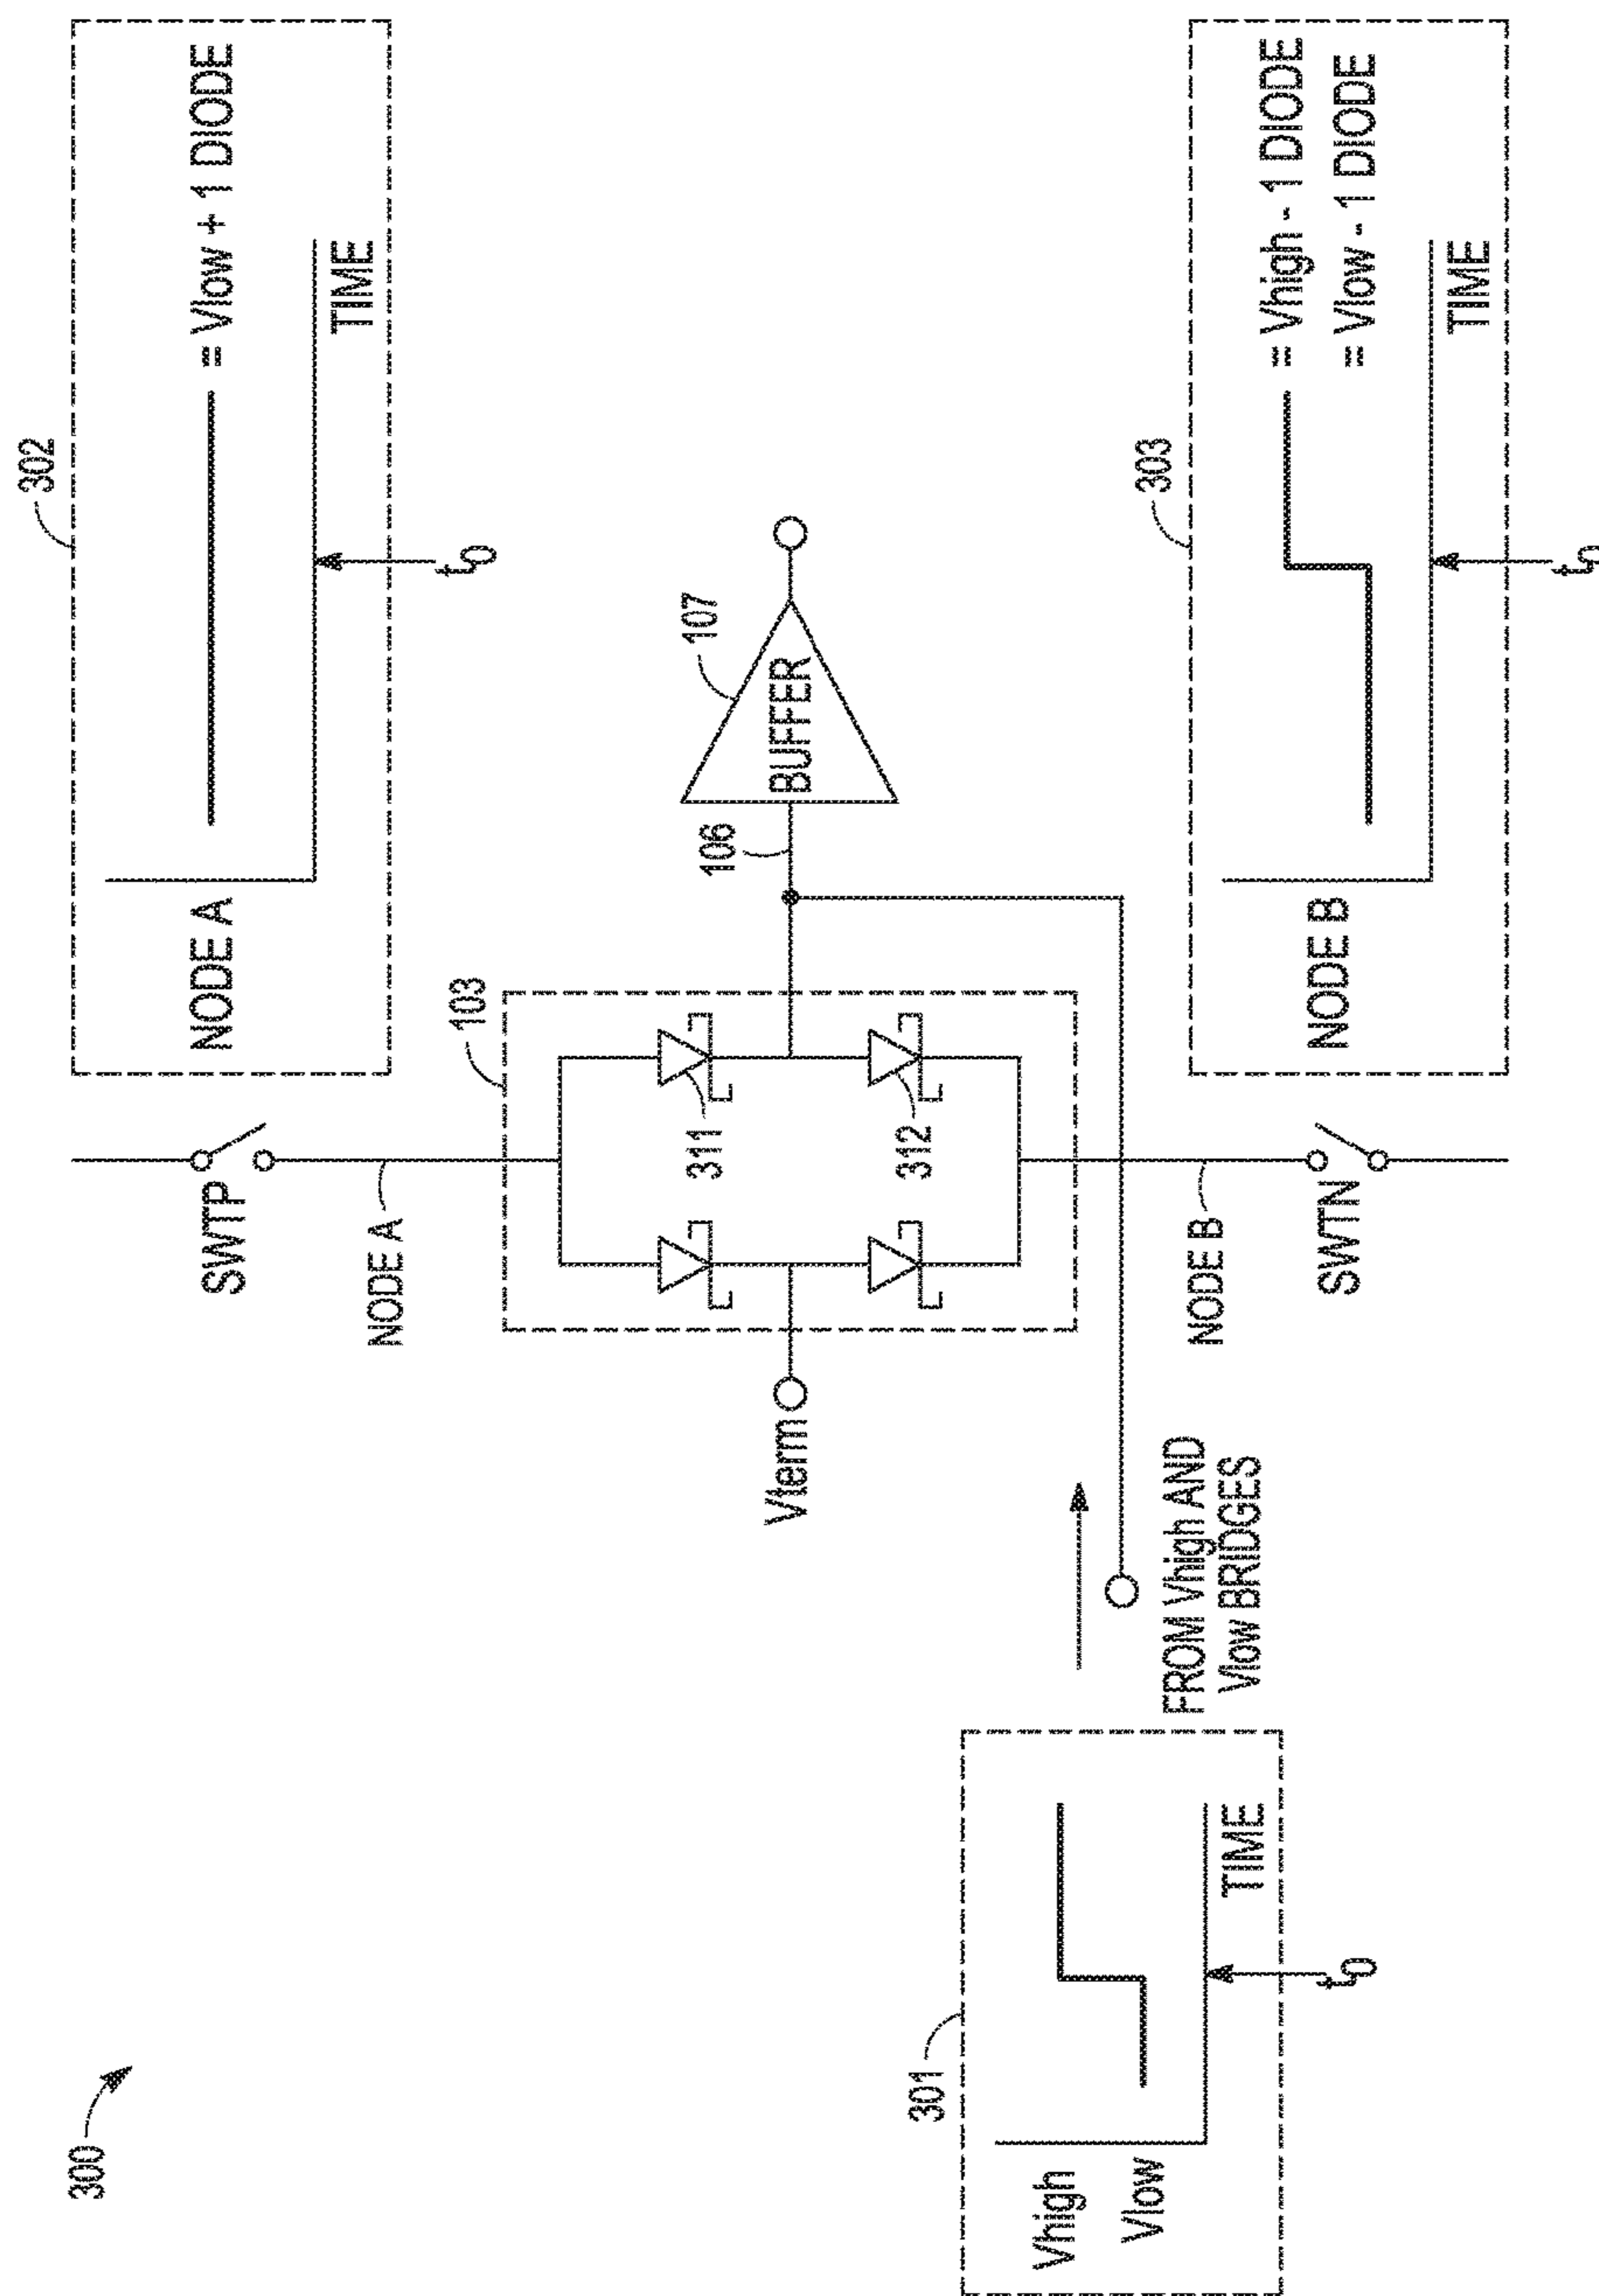 300
301
Vhigh
Vlow
TIME
t0
FROM Vhigh AND
Vlow BRIDGES
Vterm
SWTP
NODE A
103
311
312
NODE B
SWTN
106
107
BUFFER
302
NODE A
= Vlow + 1 DIODE
TIME
t0
303
NODE B
= Vhigh - 1 DIODE
= Vlow - 1 DIODE
TIME
t0